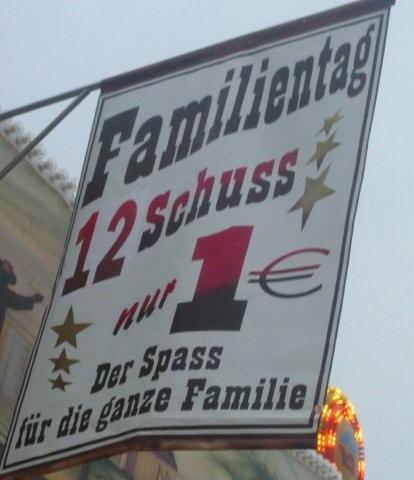 Familientag
12 Schuss
nur 1 €
Der Spass
für die ganze Familie